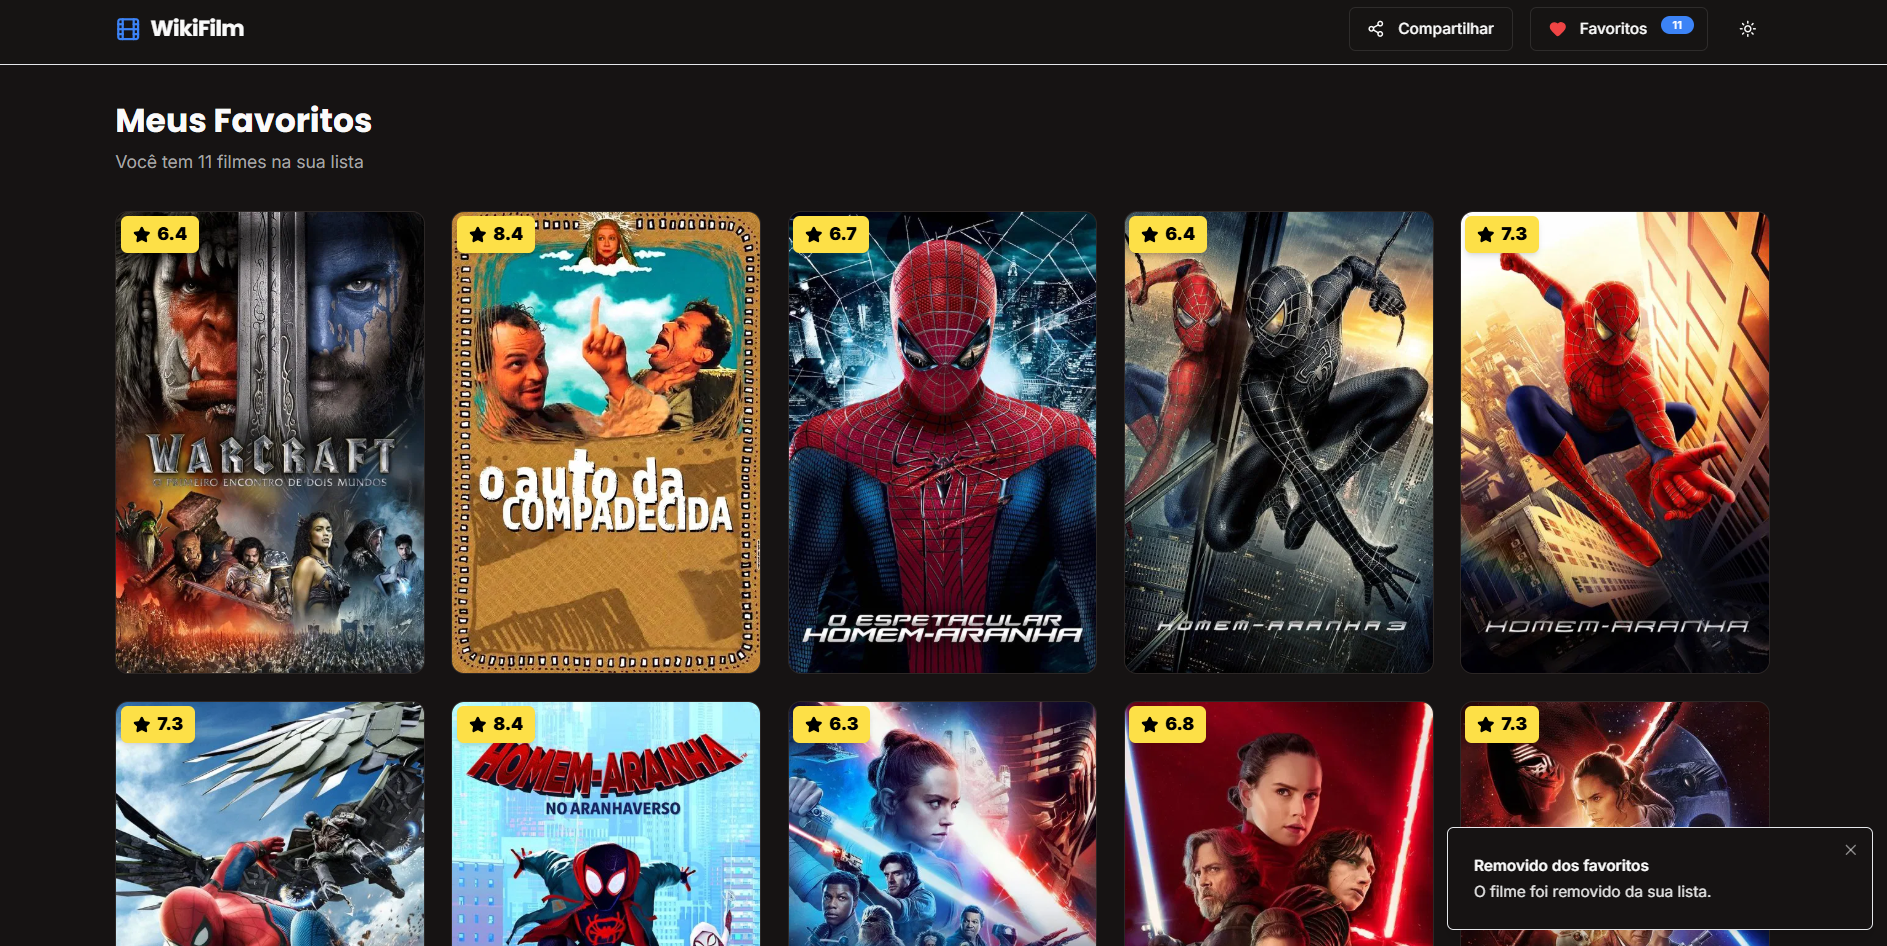 WikiFilm
Compartilhar
Favoritos 11
Meus Favoritos
Você tem 11 filmes na sua lista
6.4
8.4
6.7
6.4
7.3
WARCRAFT
O PRIMEIRO ENCONTRO DE DOIS MUNDOS
o auto da
COMPADECIDA
O ESPETACULAR
HOMEM-ARANHA
HOMEM-ARANHA 3
HOMEM-ARANHA
7.3
8.4
6.3
6.8
7.3
HOMEM-ARANHA
NO ARANHAVERSO
Removido dos favoritos
O filme foi removido da sua lista.